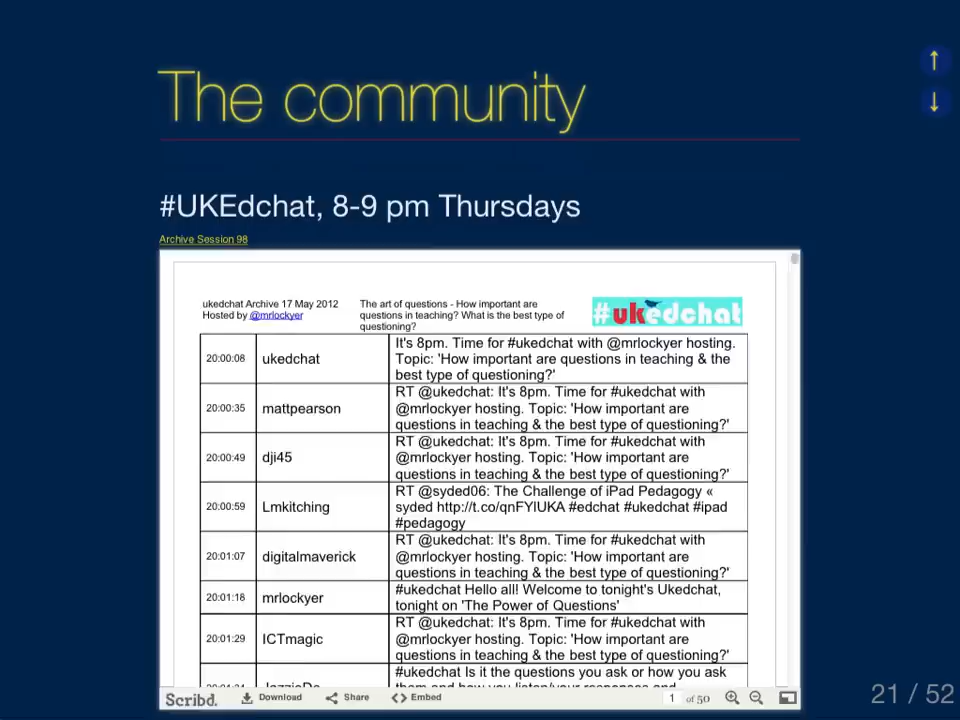 The community
↑
↓
#UKEdchat, 8-9 pm Thursdays
Archive Session 98
ukedchat Archive 17 May 2012
Hosted by @mrlockyer
The art of questions - How important are
questions in teaching? What is the best type of
questioning?
#ukedchat
20:00:08 ukedchat It's 8pm. Time for #ukedchat with @mrlockyer hosting.
Topic: 'How important are questions in teaching & the
best type of questioning?'
20:00:35 mattpearson RT @ukedchat: It's 8pm. Time for #ukedchat with
@mrlockyer hosting. Topic: 'How important are
questions in teaching & the best type of questioning?'
20:00:49 dji45 RT @ukedchat: It's 8pm. Time for #ukedchat with
@mrlockyer hosting. Topic: 'How important are
questions in teaching & the best type of questioning?'
20:00:59 Lmkitching RT @syded06: The Challenge of iPad Pedagogy «
syded http://t.co/qnFYlUKA #edchat #ukedchat #ipad
#pedagogy
20:01:07 digitalmaverick RT @ukedchat: It's 8pm. Time for #ukedchat with
@mrlockyer hosting. Topic: 'How important are
questions in teaching & the best type of questioning?'
20:01:18 mrlockyer #ukedchat Hello all! Welcome to tonight's Ukedchat,
tonight on 'The Power of Questions'
20:01:29 ICTmagic RT @ukedchat: It's 8pm. Time for #ukedchat with
@mrlockyer hosting. Topic: 'How important are
questions in teaching & the best type of questioning?'
#ukedchat Is it the questions you ask or how you ask
them and how you listen/your responses and
Scribd. Download Share Embed 1 of 50
21 / 52